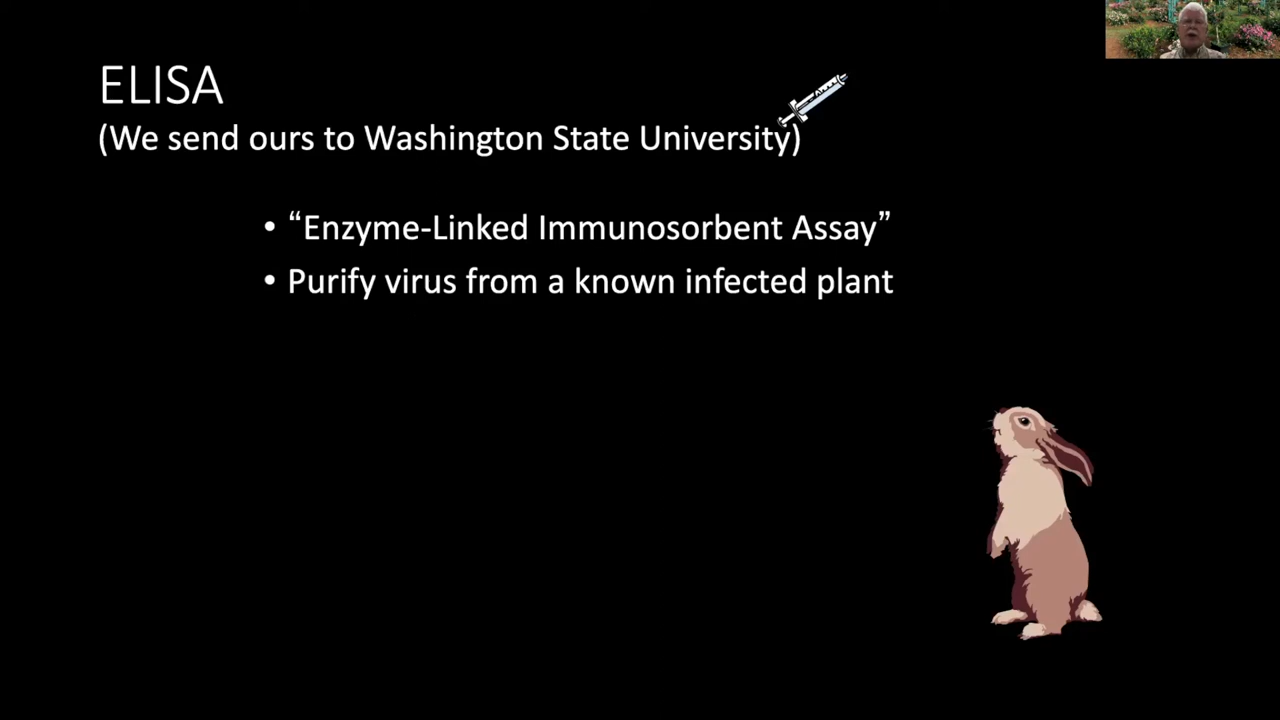 ELISA
(We send ours to Washington State University)
• “Enzyme-Linked Immunosorbent Assay”
• Purify virus from a known infected plant